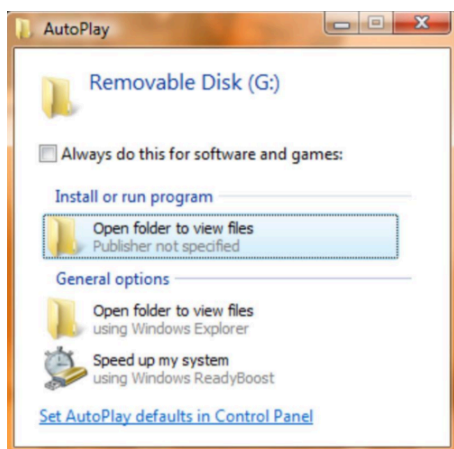 AutoPlay
Removable Disk (G:)
Always do this for software and games:
Install or run program
Open folder to view files
Publisher not specified
General options
Open folder to view files
using Windows Explorer
Speed up my system
using Windows ReadyBoost
Set AutoPlay defaults in Control Panel